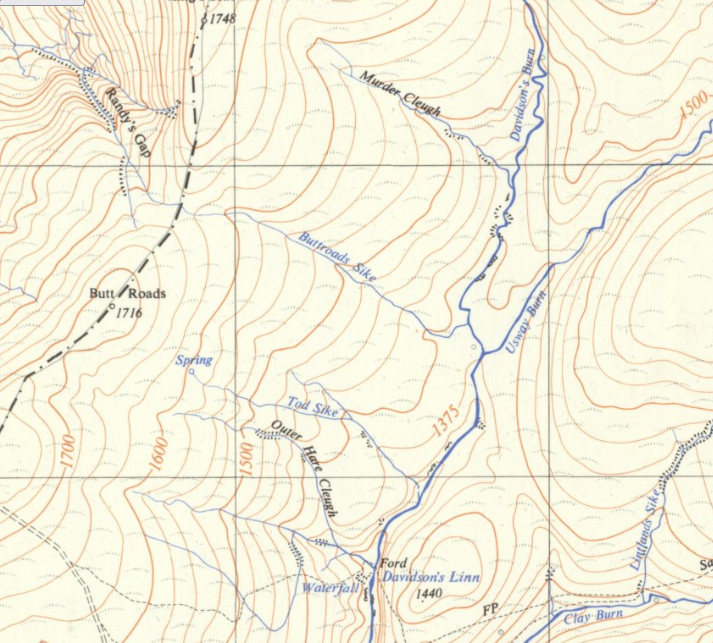 1748
Murder Cleugh
Davidson's Burn
1500
Randy's Gap
Buttroads Sike
Butt Roads
1716
Usway Burn
Spring
Tod Sike
1375
Outer Hare Cleugh
1700
1600
1500
Lintlands Sike
Ford
Davidson's Linn
Waterfall
1440
FP
Clay Burn